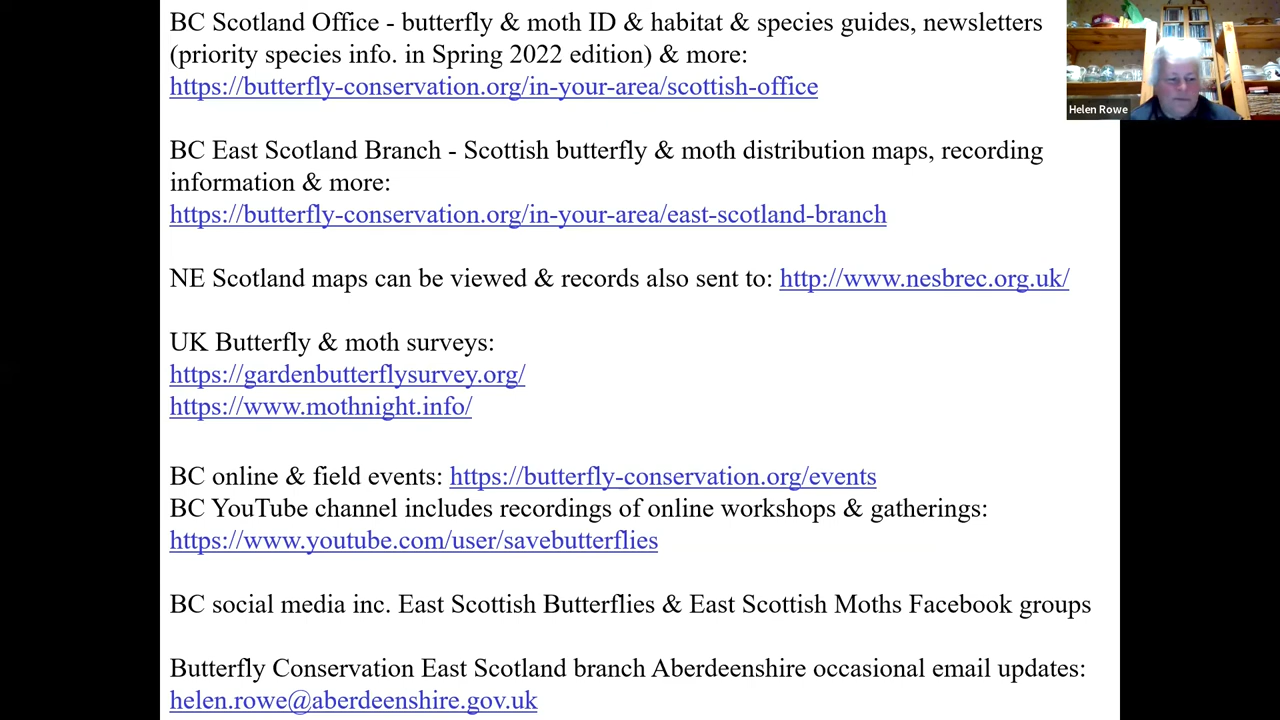 BC Scotland Office - butterfly & moth ID & habitat & species guides, newsletters
(priority species info. in Spring 2022 edition) & more:
https://butterfly-conservation.org/in-your-area/scottish-office
Helen Rowe
BC East Scotland Branch - Scottish butterfly & moth distribution maps, recording
information & more:
https://butterfly-conservation.org/in-your-area/east-scotland-branch
NE Scotland maps can be viewed & records also sent to: http://www.nesbrec.org.uk/
UK Butterfly & moth surveys:
https://gardenbutterflysurvey.org/
https://www.mothnight.info/
BC online & field events: https://butterfly-conservation.org/events
BC YouTube channel includes recordings of online workshops & gatherings:
https://www.youtube.com/user/savebutterflies
BC social media inc. East Scottish Butterflies & East Scottish Moths Facebook groups
Butterfly Conservation East Scotland branch Aberdeenshire occasional email updates:
helen.rowe@aberdeenshire.gov.uk